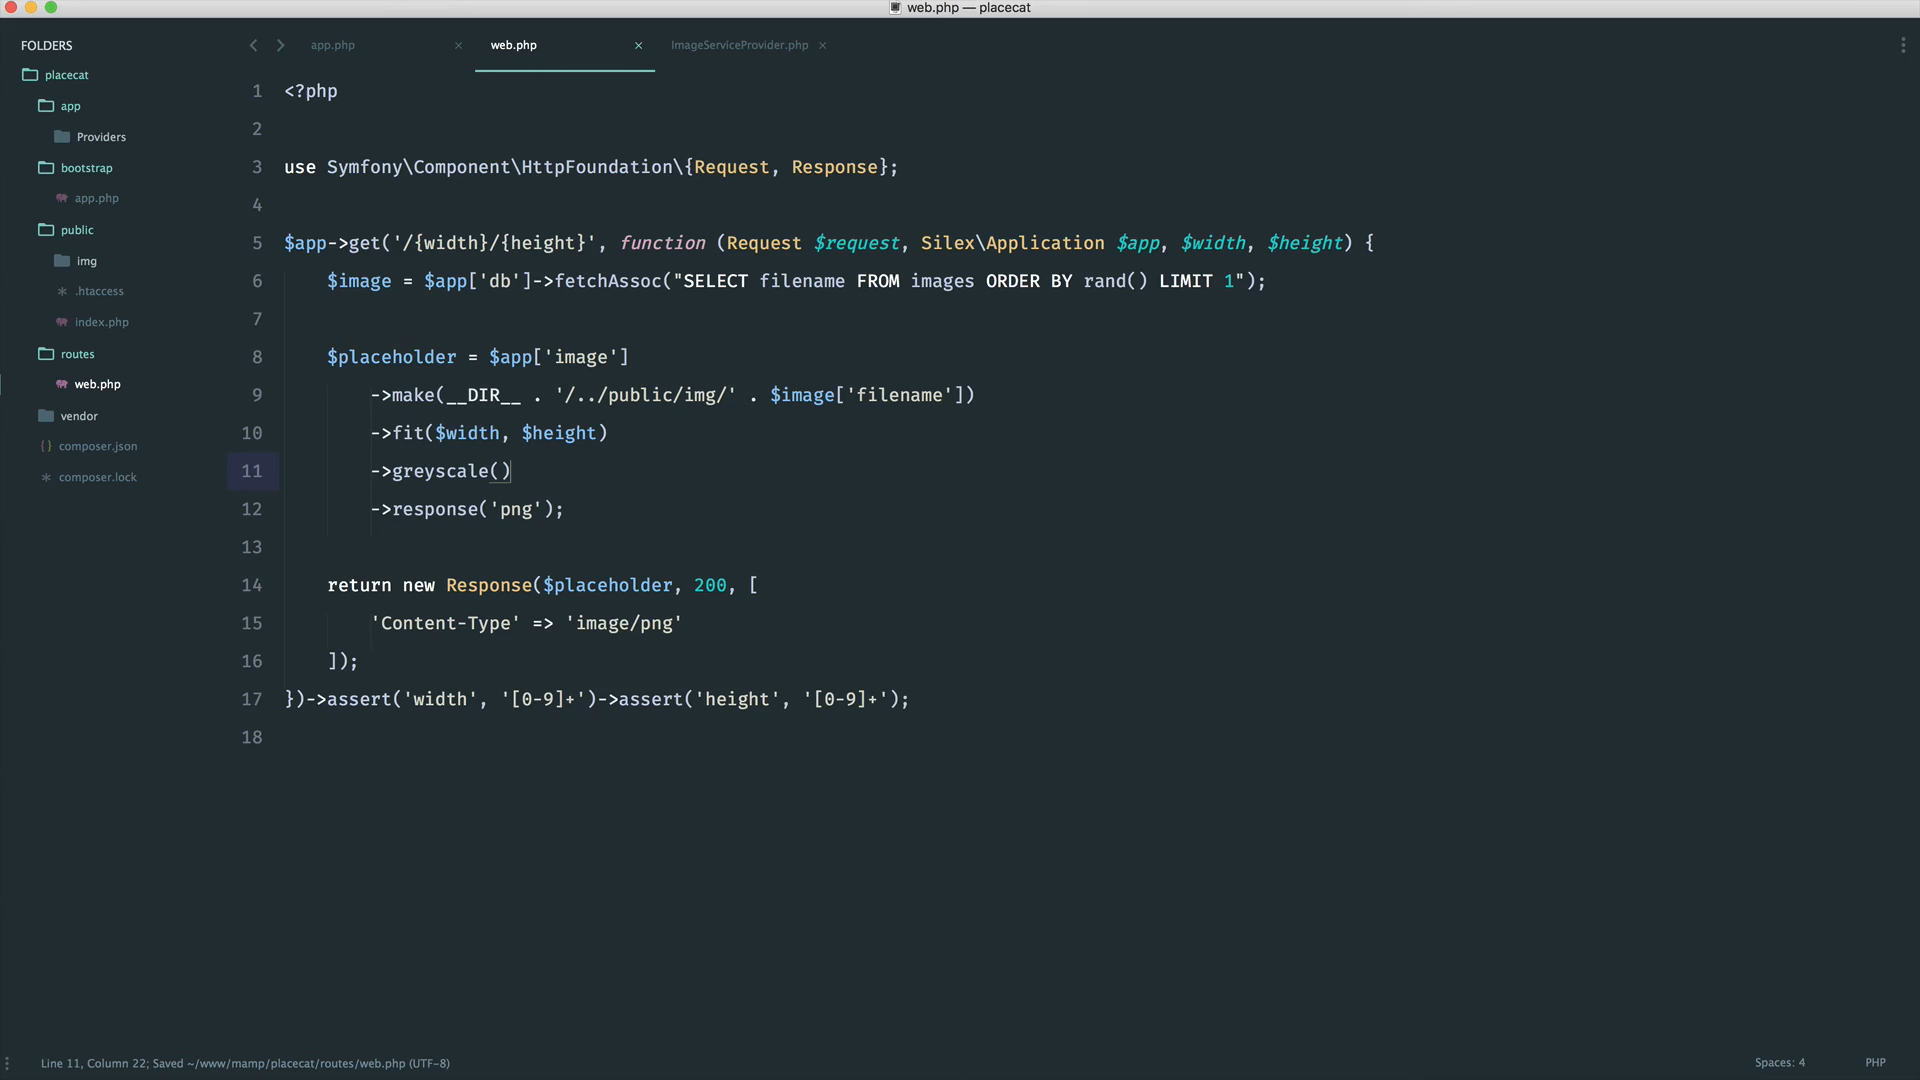 web.php — placecat
FOLDERS
placecat
app
Providers
bootstrap
app.php
public
img
.htaccess
index.php
routes
web.php
vendor
composer.json
composer.lock
app.php
web.php
ImageServiceProvider.php
1 <?php
2
3 use Symfony\Component\HttpFoundation\{Request, Response};
4
5 $app->get('/{width}/{height}', function (Request $request, Silex\Application $app, $width, $height) {
6 $image = $app['db']->fetchAssoc("SELECT filename FROM images ORDER BY rand() LIMIT 1");
7
8 $placeholder = $app['image']
9 ->make(__DIR__ . '/../public/img/' . $image['filename'])
10 ->fit($width, $height)
11 ->greyscale()
12 ->response('png');
13
14 return new Response($placeholder, 200, [
15 'Content-Type' => 'image/png'
16 ]);
17 })->assert('width', '[0-9]+')->assert('height', '[0-9]+');
18
Line 11, Column 22; Saved ~/www/mamp/placecat/routes/web.php (UTF-8)
Spaces: 4
PHP